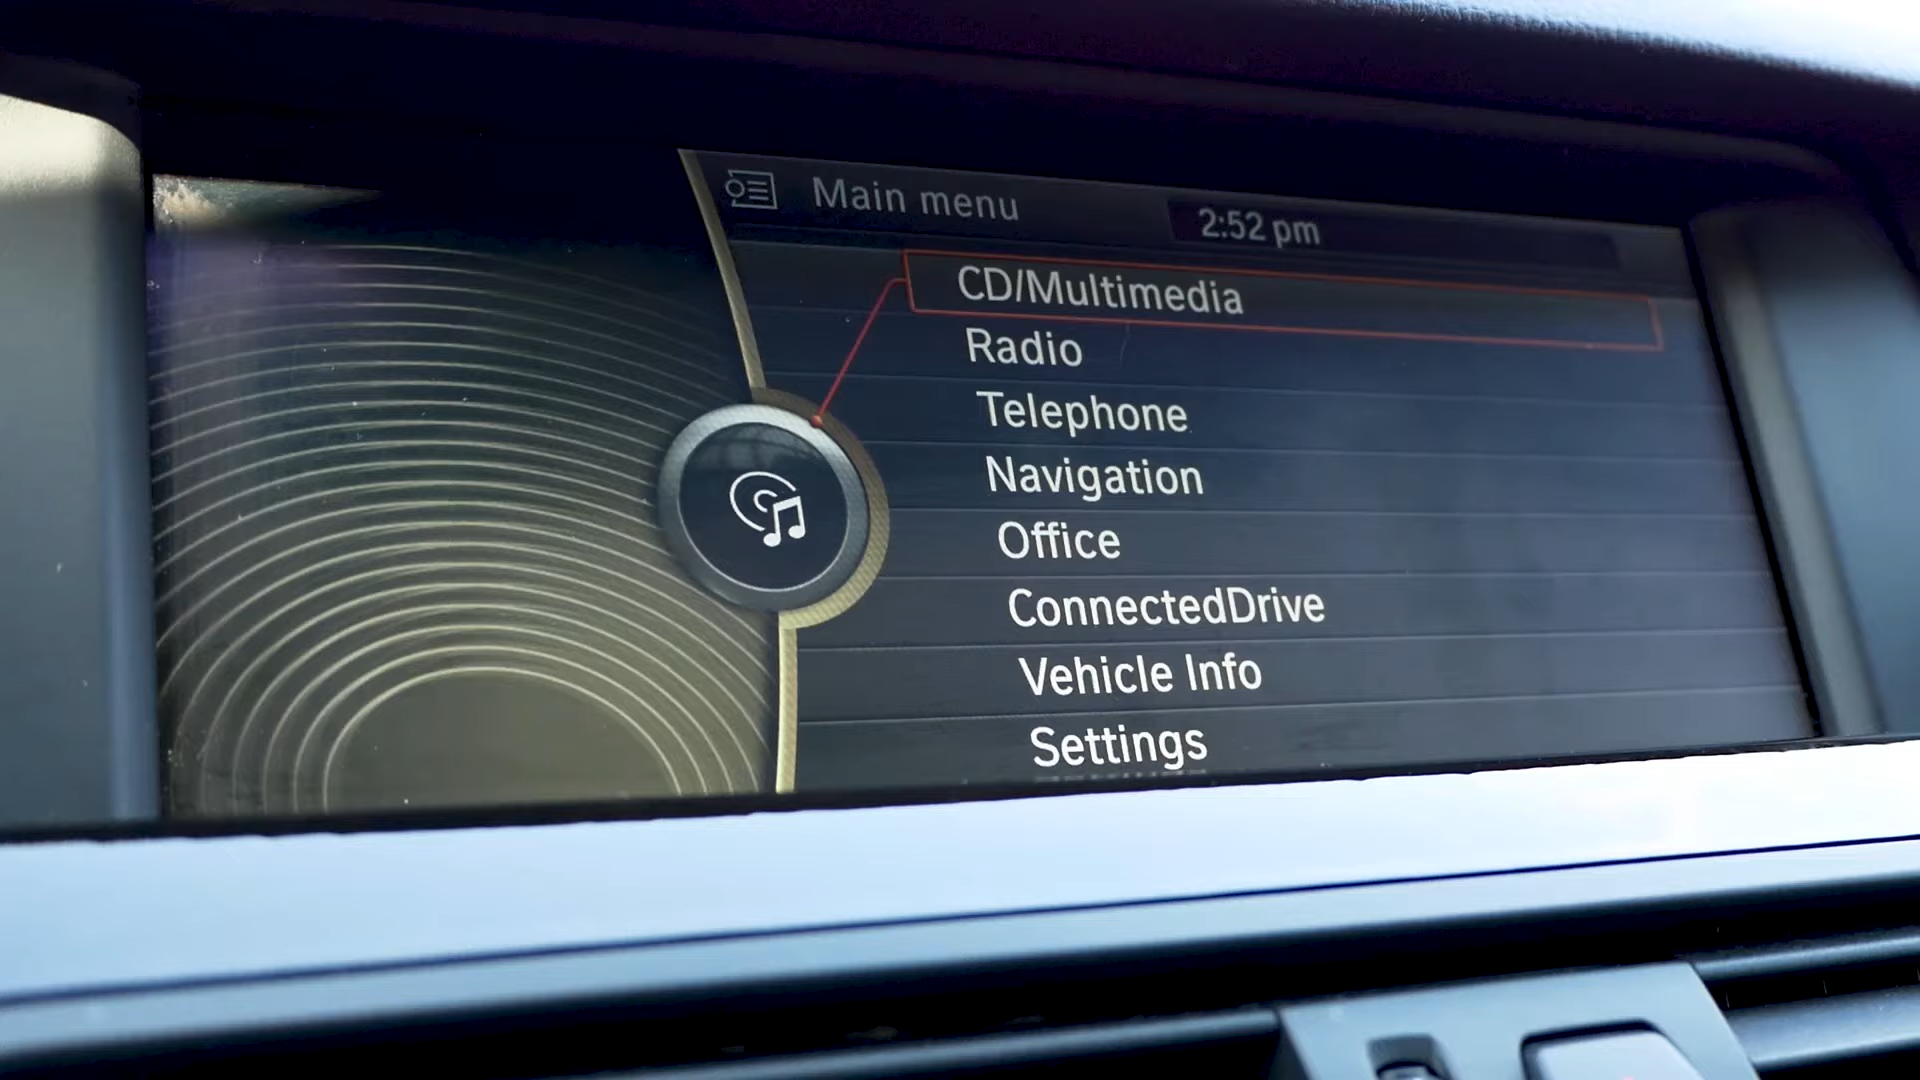 Main menu
2:52 pm
CD/Multimedia
Radio
Telephone
Navigation
Office
ConnectedDrive
Vehicle Info
Settings